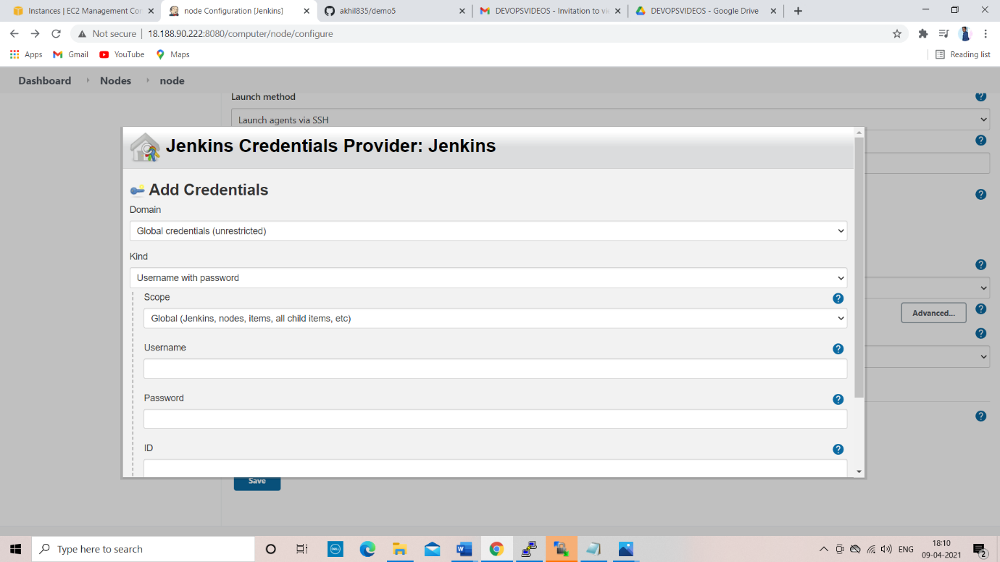 Instances | EC2 Management Con
node Configuration [Jenkins]
akhil835/demo5
DEVOPSVIDEOS - Invitation to vie
DEVOPSVIDEOS - Google Drive
Not secure
18.188.90.222:8080/computer/node/configure
Apps
Gmail
YouTube
Maps
Reading list
Dashboard
Nodes
node
Launch method
Launch agents via SSH
Jenkins Credentials Provider: Jenkins
Add Credentials
Domain
Global credentials (unrestricted)
Kind
Username with password
Scope
Global (Jenkins, nodes, items, all child items, etc)
Advanced...
Username
Password
ID
Save
Type here to search
ENG
18:10
09-04-2021
2